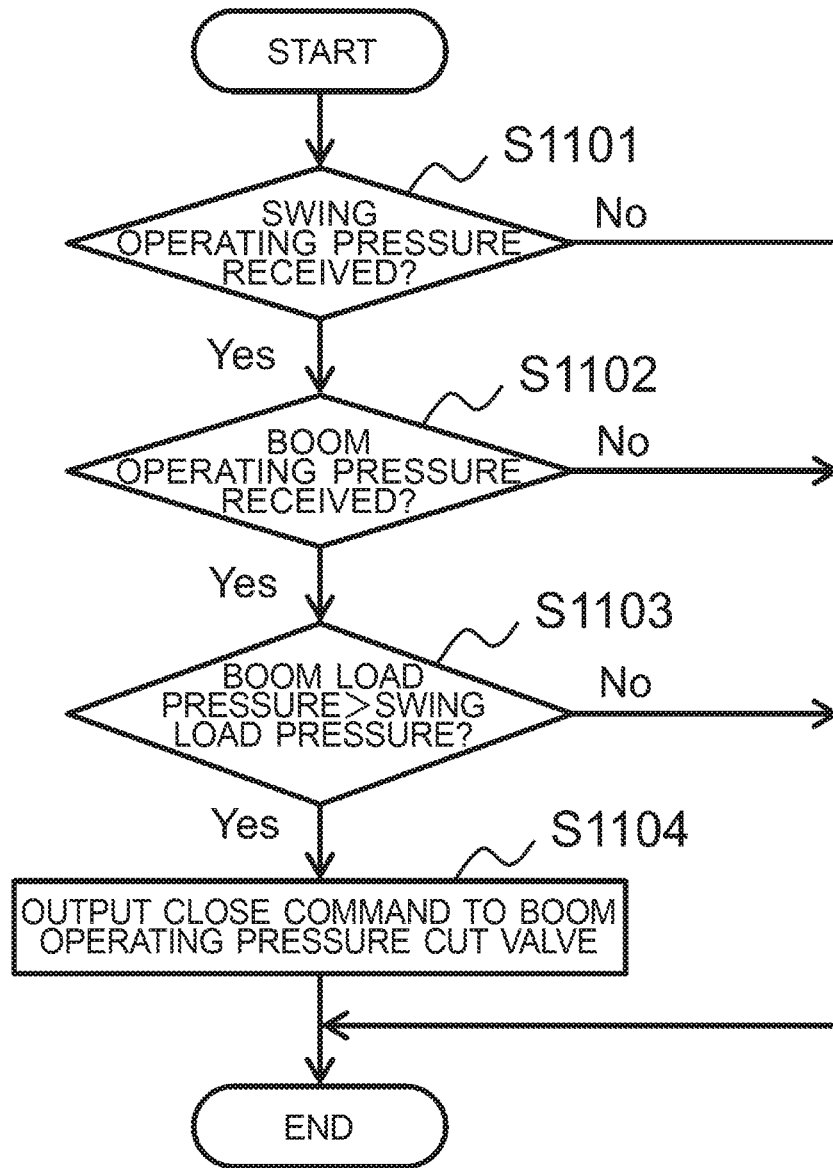 START
S1101
SWING
OPERATING PRESSURE
RECEIVED?
No
Yes
S1102
BOOM
OPERATING PRESSURE
RECEIVED?
No
Yes
S1103
BOOM LOAD
PRESSURE＞SWING
LOAD PRESSURE?
No
Yes
S1104
OUTPUT CLOSE COMMAND TO BOOM
OPERATING PRESSURE CUT VALVE
END